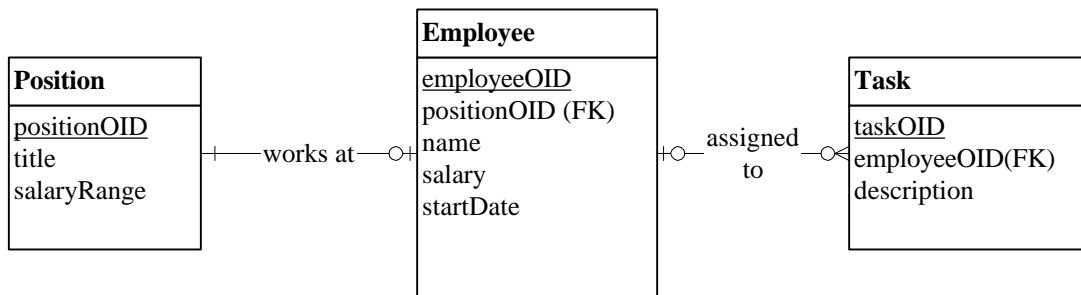 Position
positionOID
title
salaryRange
works at
Employee
employeeOID
positionOID (FK)
name
salary
startDate
assigned
to
Task
taskOID
employeeOID(FK)
description